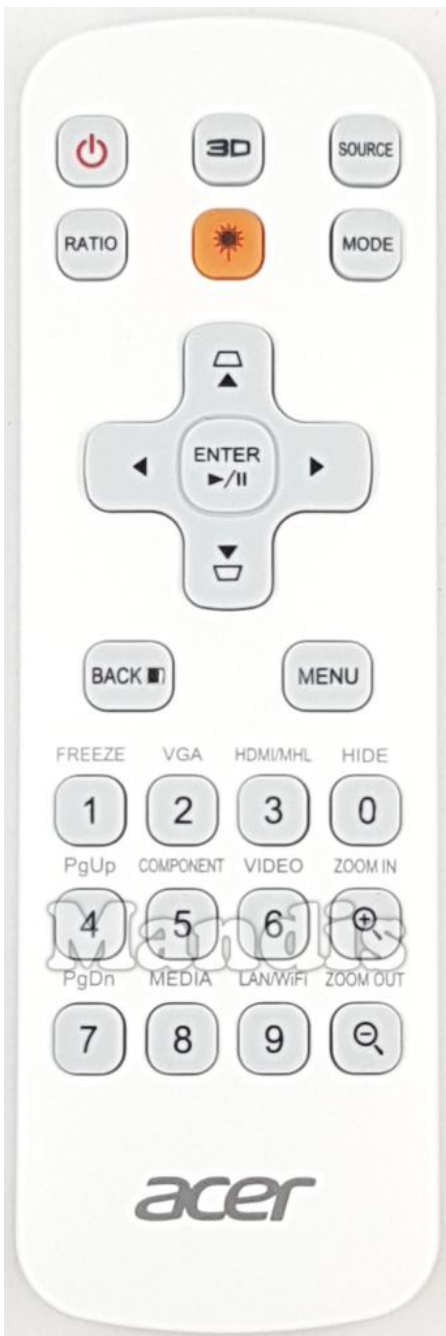 3D SOURCE
RATIO MODE
ENTER
BACK MENU
FREEZE VGA HDMI/MHL HIDE
1 2 3 0
PgUp COMPONENT VIDEO ZOOM IN
4 5 6
Mandis
PgDn MEDIA LAN/WiFi ZOOM OUT
7 8 9
acer